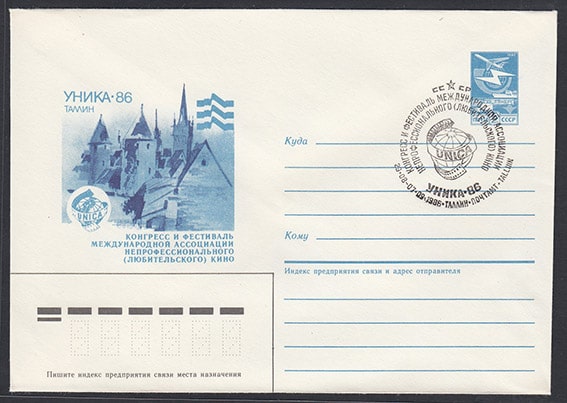 УНИКА·86
ТАЛЛИН
UNICA
КОНГРЕСС И ФЕСТИВАЛЬ
МЕЖДУНАРОДНОЙ АССОЦИАЦИИ
НЕПРОФЕССИОНАЛЬНОГО
(ЛЮБИТЕЛЬСКОГО) КИНО
СССР
КОНГРЕСС И ФЕСТИВАЛЬ МЕЖДУНАРОДНОЙ АССОЦИАЦИИ
НЕПРОФЕССИОНАЛЬНОГО (ЛЮБИТЕЛЬСКОГО) КИНО
UNICA
УНИКА·86
ТАЛЛИН·ПОЧТАМТ·TALLINN
Куда
Кому
Индекс предприятия связи и адрес отправителя
Пишите индекс предприятия связи места назначения